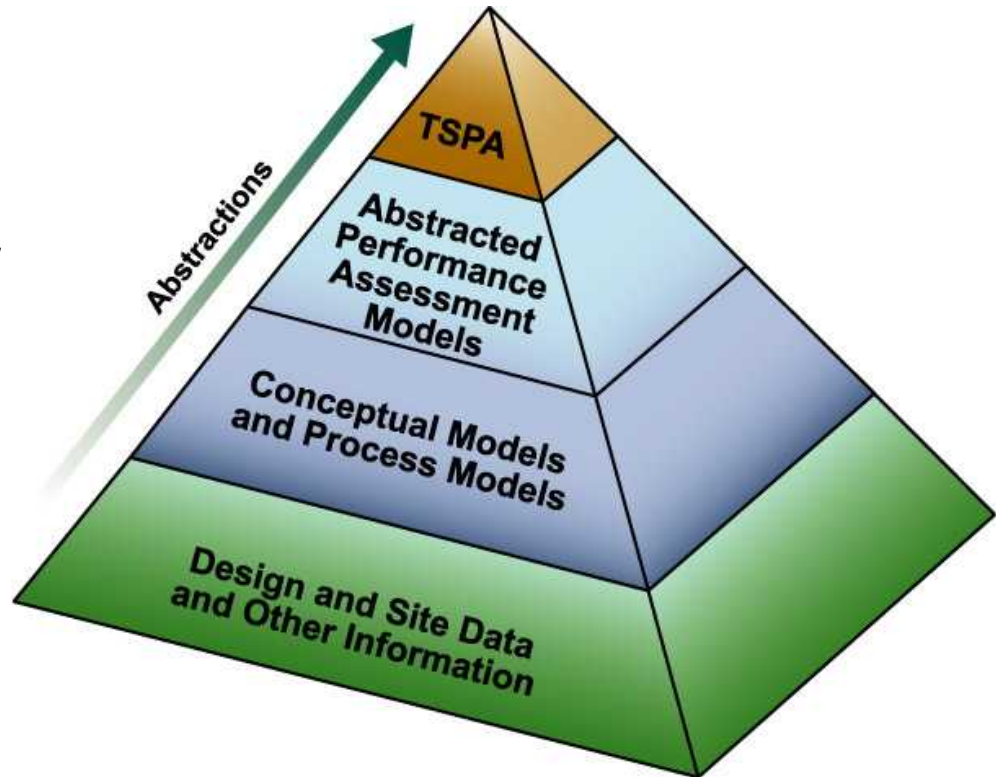 Abstractions
TSPA
Abstracted
Performance
Assessment
Models
Conceptual Models
and Process Models
Design and Site Data
and Other Information